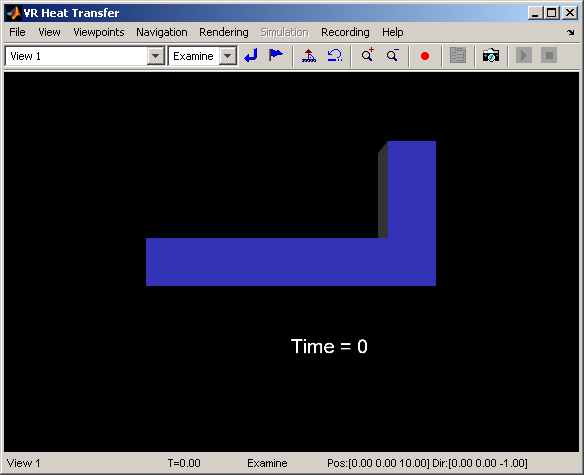 VR Heat Transfer
File View Viewpoints Navigation Rendering Simulation Recording Help
View 1 Examine
Time = 0
View 1 T=0.00 Examine Pos:[0.00 0.00 10.00] Dir:[0.00 0.00 -1.00]